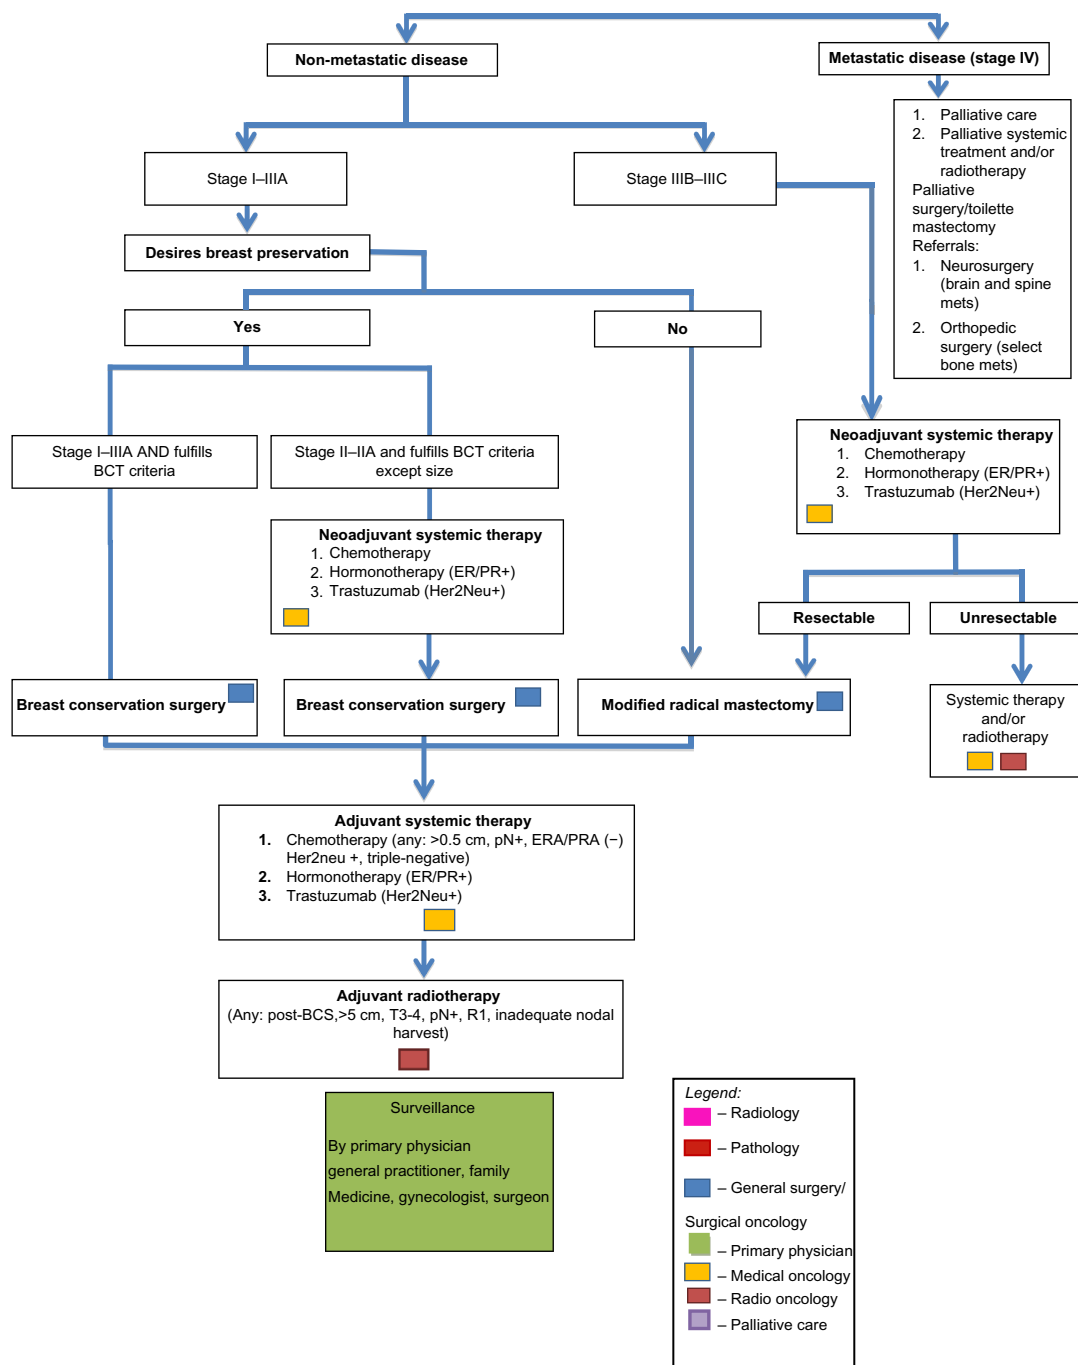 Non-metastatic disease
Metastatic disease (stage IV)
1. Palliative care
2. Palliative systemic
treatment and/or
radiotherapy
Palliative
surgery/toilette
mastectomy
Referrals:
1. Neurosurgery
(brain and spine
mets)
2. Orthopedic
surgery (select
bone mets)
Stage I–IIIA
Stage IIIB–IIIC
Desires breast preservation
Yes
No
Stage I–IIIA AND fulfills
BCT criteria
Stage II–IIA and fulfills BCT criteria
except size
Neoadjuvant systemic therapy
1. Chemotherapy
2. Hormonotherapy (ER/PR+)
3. Trastuzumab (Her2Neu+)
Neoadjuvant systemic therapy
1. Chemotherapy
2. Hormonotherapy (ER/PR+)
3. Trastuzumab (Her2Neu+)
Resectable
Unresectable
Breast conservation surgery
Breast conservation surgery
Modified radical mastectomy
Systemic therapy
and/or
radiotherapy
Adjuvant systemic therapy
1. Chemotherapy (any: >0.5 cm, pN+, ERA/PRA (−)
Her2neu +, triple-negative)
2. Hormonotherapy (ER/PR+)
3. Trastuzumab (Her2Neu+)
Adjuvant radiotherapy
(Any: post-BCS,>5 cm, T3-4, pN+, R1, inadequate nodal
harvest)
Surveillance
By primary physician
general practitioner, family
Medicine, gynecologist, surgeon
Legend:
– Radiology
– Pathology
– General surgery/
Surgical oncology
– Primary physician
– Medical oncology
– Radio oncology
– Palliative care